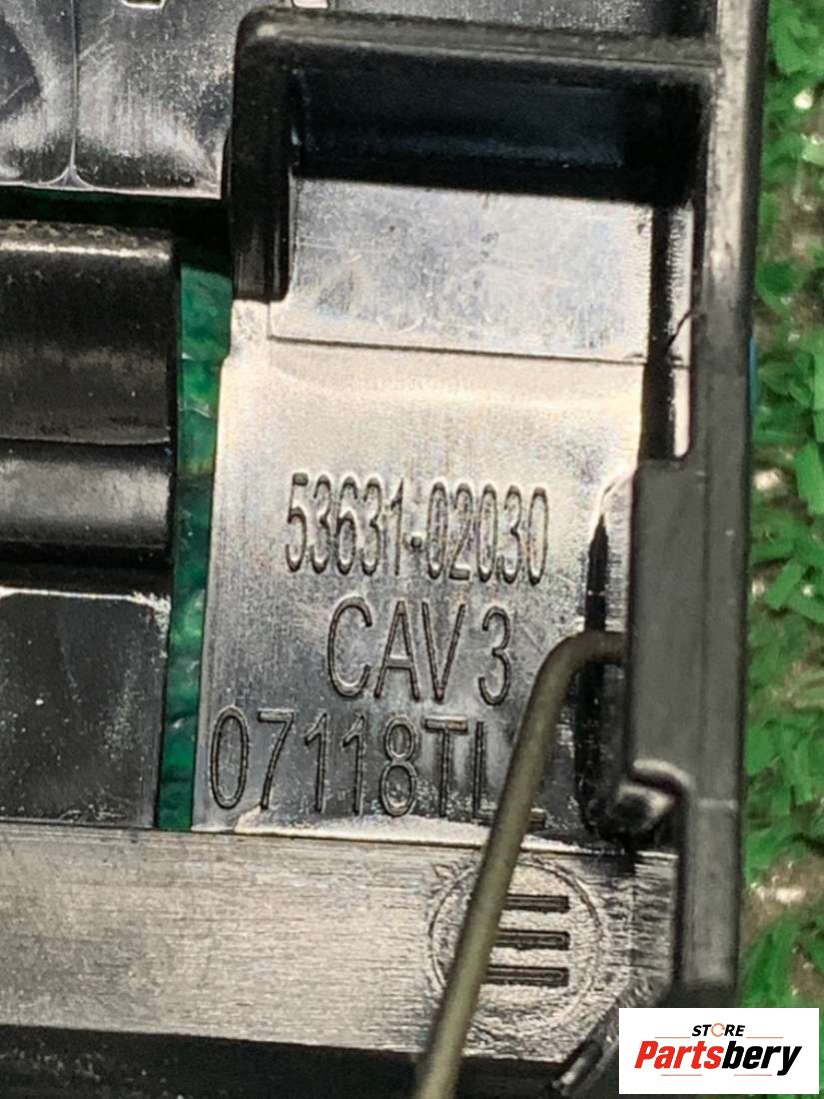 53631-02030
CAV 3
07118TL
STORE
Partsbery